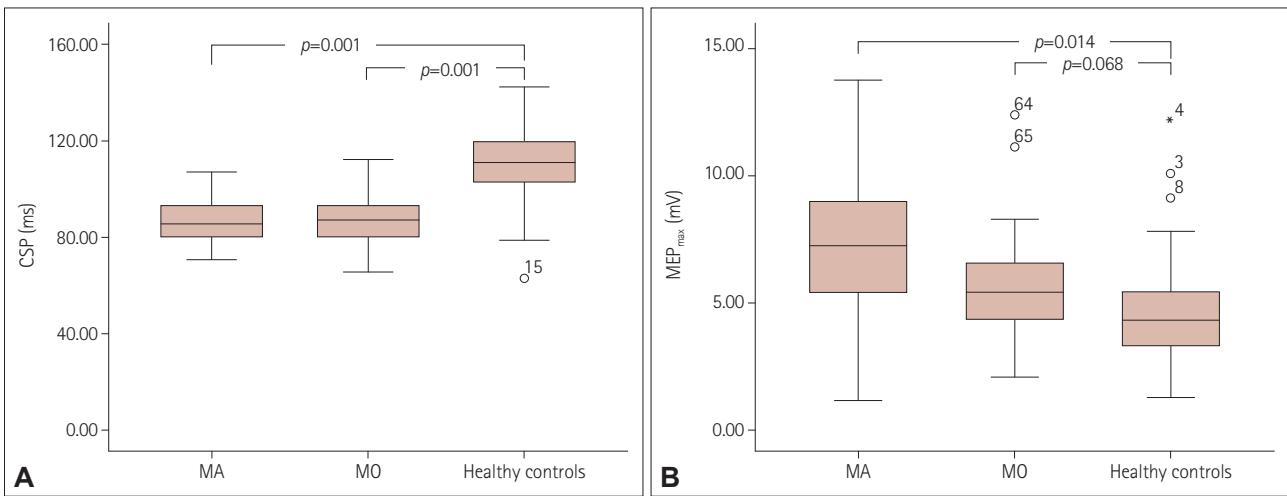 160.00
p=0.001
p=0.001
120.00
CSP (ms)
80.00
15
40.00
0.00
MA MO Healthy controls
A
15.00
p=0.014
p=0.068
64
4
65
10.00
3
8
MEPmax (mV)
5.00
0.00
MA MO Healthy controls
B